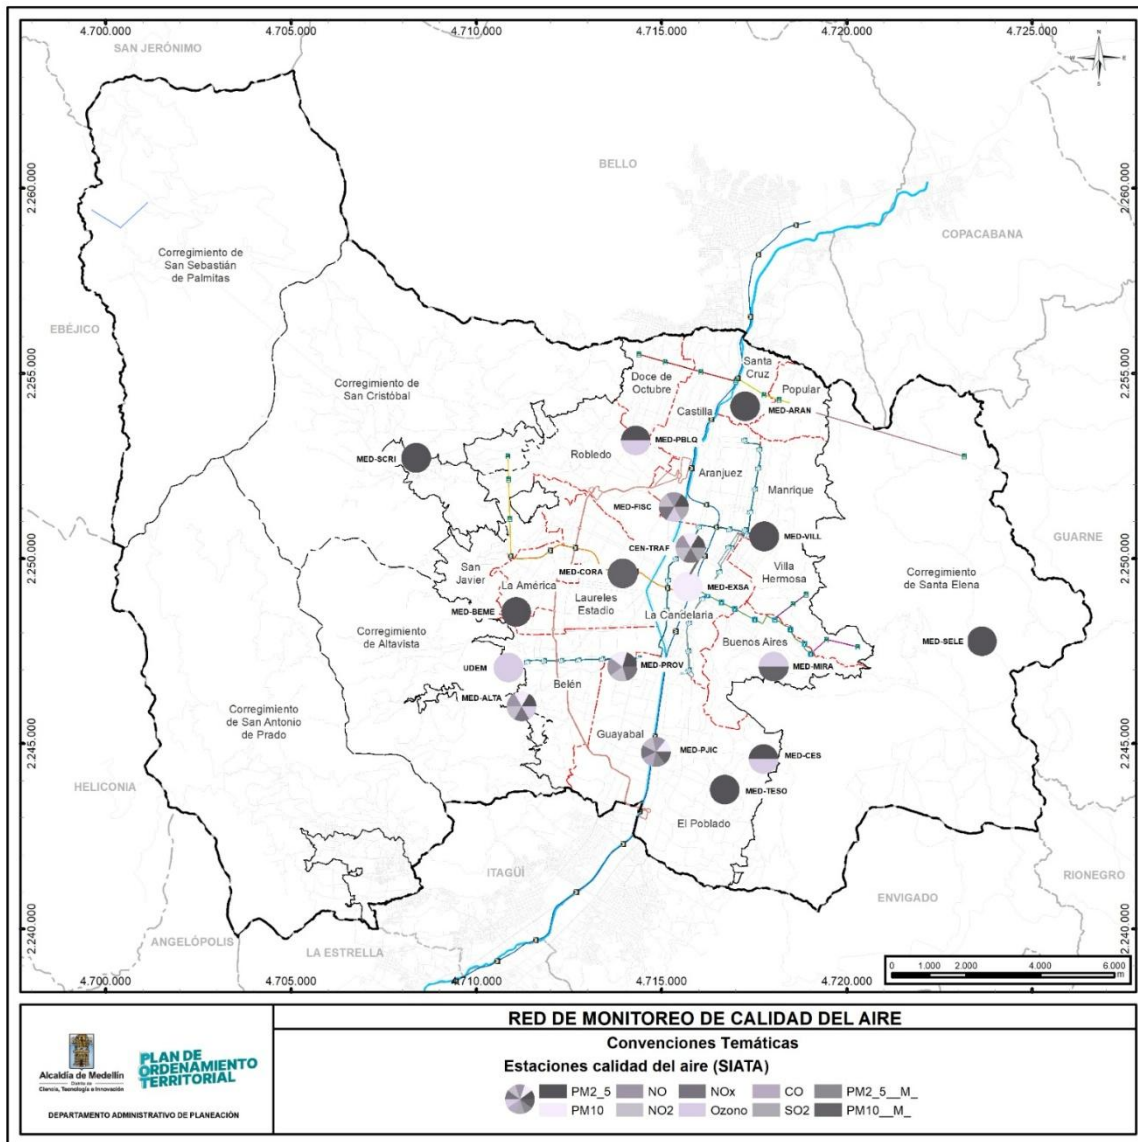 4.700.000
4.705.000
4.710.000
4.715.000
4.720.000
4.725.000
N
W
E
S
SAN JERÓNIMO
BELLO
2.260.000
2.260.000
COPACABANA
Corregimiento de
San Sebastián
de Palmitas
EBÉJICO
2.255.000
2.255.000
Santa
Cruz
Doce de
Octubre
Popular
Corregimiento de
San Cristóbal
Castilla
MED-ARAN
MED-PBLQ
Robledo
MED-SCRI
Aranjuez
Manrique
MED-FISC
GUARNE
MED-VILL
CEN-TRAF
2.250.000
2.250.000
San
Javier
MED-CORA
Villa
Hermosa
Corregimiento
de Santa Elena
La América
MED-EXSA
Laureles
Estadio
MED-BEME
La Candelaria
Corregimiento
de Altavista
Buenos Aires
MED-SELE
UDEM
MED-PROV
MED-MIRA
Belén
MED-ALTA
Corregimiento
de San Antonio
de Prado
Guayabal
2.245.000
2.245.000
MED-PJIC
MED-CES
HELICONIA
MED-TESO
El Poblado
ITAGÜÍ
RIONEGRO
ENVIGADO
2.240.000
2.240.000
ANGELÓPOLIS
LA ESTRELLA
0 1.000 2.000 4.000 6.000
m
4.700.000
4.705.000
4.710.000
4.715.000
4.720.000
4.725.000
RED DE MONITOREO DE CALIDAD DEL AIRE
Convenciones Temáticas
Estaciones calidad del aire (SIATA)
PM2_5 NO NOx CO PM2_5__M_
PM10 NO2 Ozono SO2 PM10__M_
Alcaldía de Medellín
Distrito de
Ciencia, Tecnología e Innovación
PLAN DE
ORDENAMIENTO
TERRITORIAL
DEPARTAMENTO ADMINISTRATIVO DE PLANEACIÓN